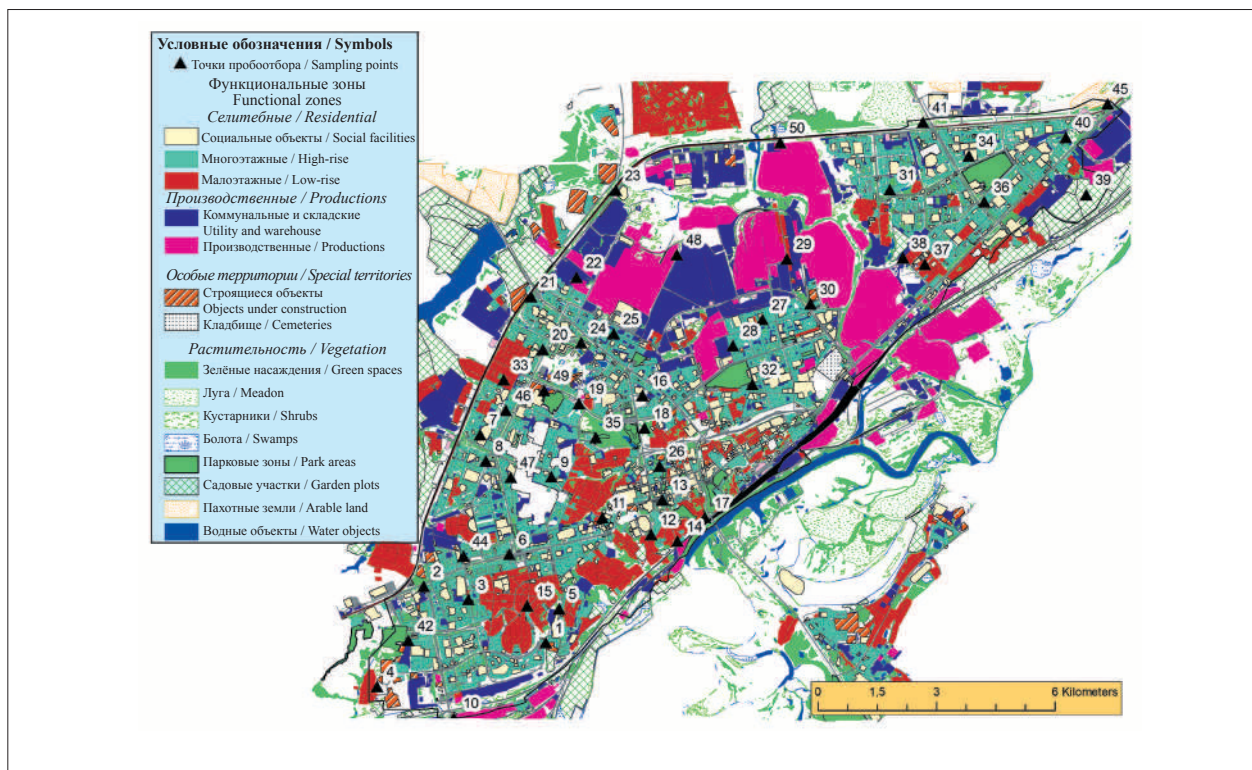 Условные обозначения / Symbols
Точки пробоотбора / Sampling points
Функциональные зоны
Functional zones
Селитебные / Residential
Социальные объекты / Social facilities
Многоэтажные / High-rise
Малоэтажные / Low-rise
Производственные / Productions
Коммунальные и складские
Utility and warehouse
Производственные / Productions
Особые территории / Special territories
Строящиеся объекты
Objects under construction
Кладбище / Cemeteries
Растительность / Vegetation
Зелёные насаждения / Green spaces
Луга / Meadon
Кустарники / Shrubs
Болота / Swamps
Парковые зоны / Park areas
Садовые участки / Garden plots
Пахотные земли / Arable land
Водные объекты / Water objects
45
41
40
50
34
31
23
36
39
48
29
38
37
22
21
30
27
25
24
20
28
33
49
19
16
32
46
7
35
18
8
47
9
26
13
11
17
12
14
44
6
2
3
15
5
42
1
4
10
0 1,5 3 6 Kilometers